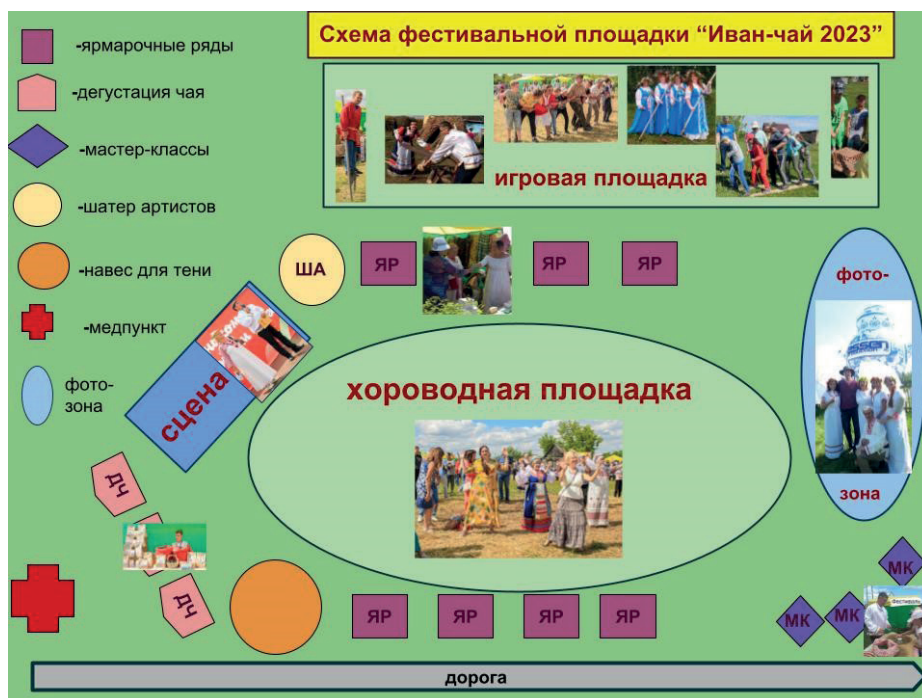 Схема фестивальной площадки “Иван-чай 2023”
-ярмарочные ряды
-дегустация чая
-мастер-классы
-шатер артистов
-навес для тени
-медпункт
фото-
зона
игровая площадка
ША
ЯР
ЯР
ЯР
фото-
зона
сцена
хороводная площадка
ДЧ
ДЧ
ЯР
ЯР
ЯР
ЯР
МК
МК
МК
Фестиваль
дорога